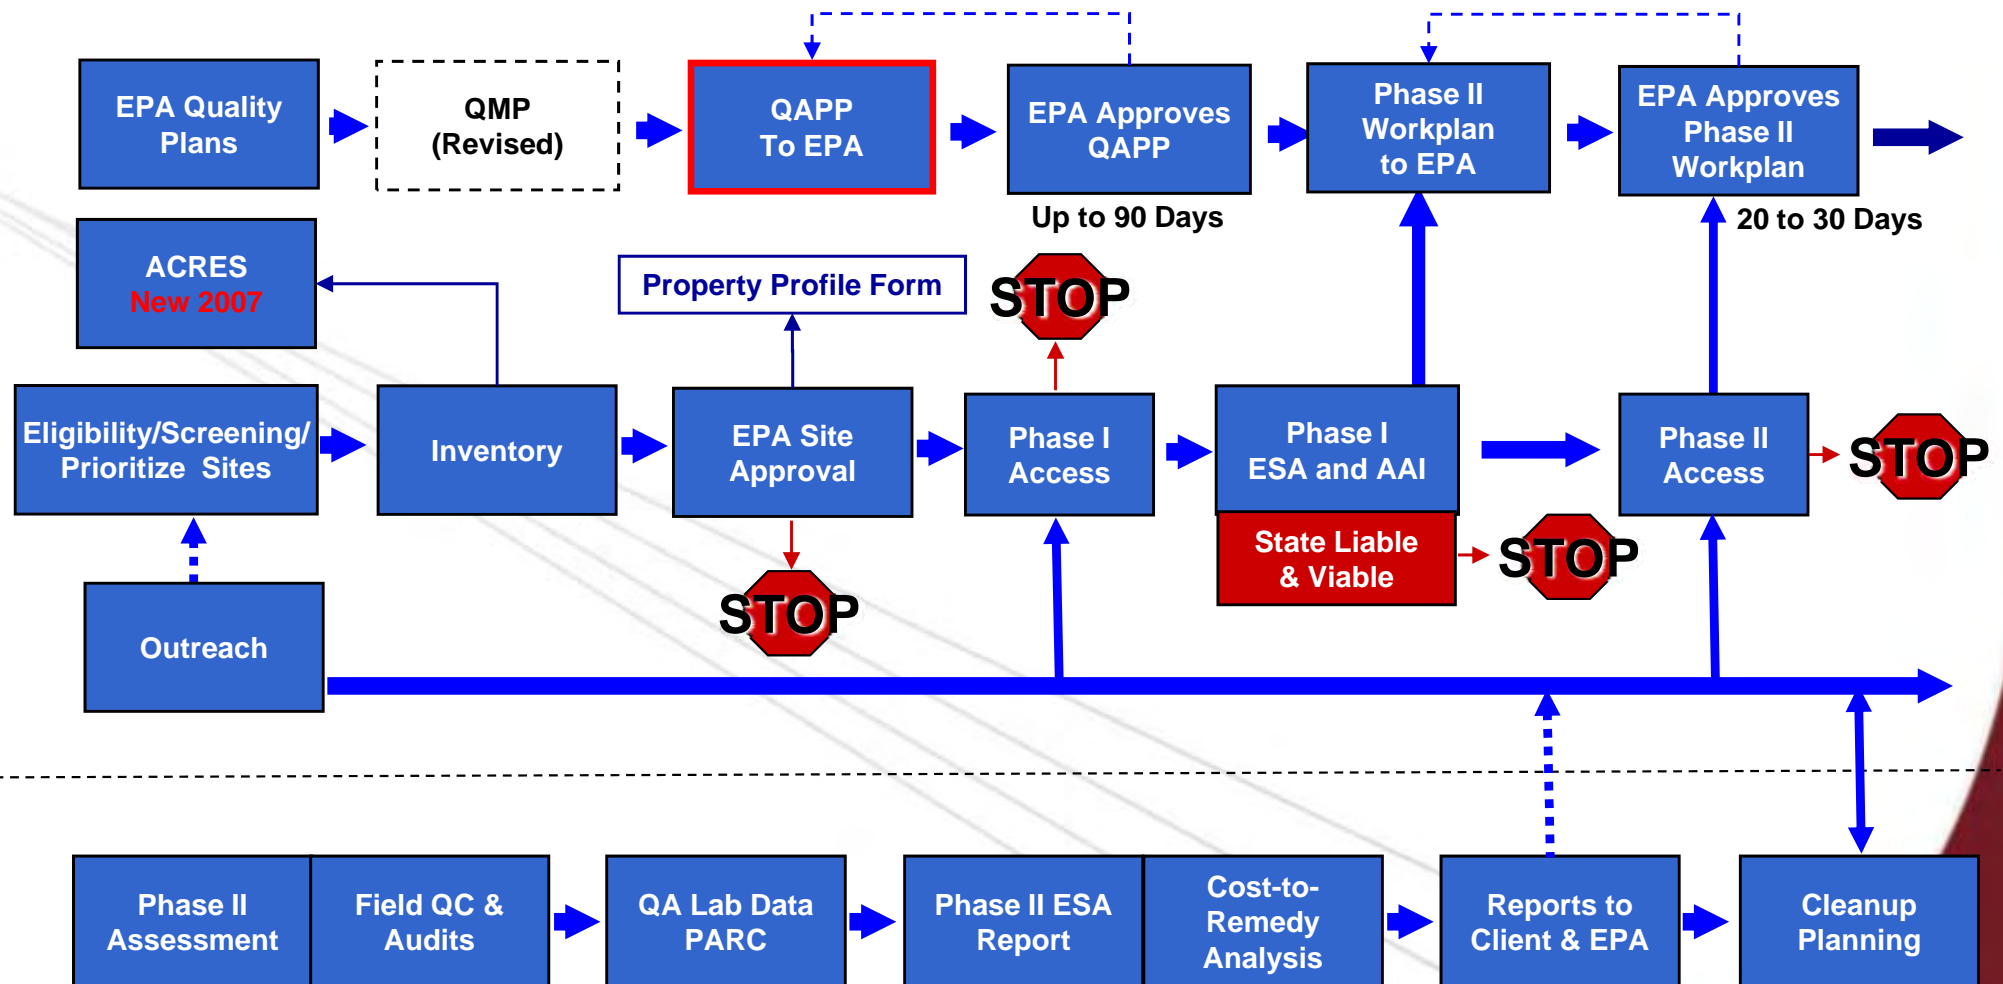 EPA Quality
Plans
QMP
(Revised)
QAPP
To EPA
EPA Approves
QAPP
Phase II
Workplan
to EPA
EPA Approves
Phase II
Workplan
Up to 90 Days
20 to 30 Days
ACRES
New 2007
Property Profile Form
STOP
Eligibility/Screening/
Prioritize Sites
Inventory
EPA Site
Approval
Phase I
Access
Phase I
ESA and AAI
Phase II
Access
STOP
State Liable
& Viable
STOP
STOP
Outreach
Phase II
Assessment
Field QC &
Audits
QA Lab Data
PARC
Phase II ESA
Report
Cost-to-
Remedy
Analysis
Reports to
Client & EPA
Cleanup
Planning